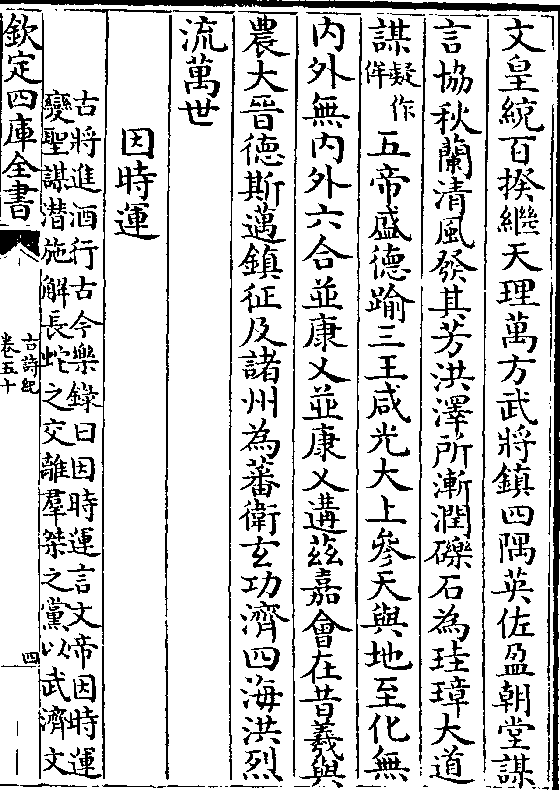 文皇統百揆繼天理萬方武將鎮四隅英佐盈朝堂謀
言協秋蘭清風發其芳洪澤所漸潤礫石為珪璋大道
謀疑作侔五帝盛德踰三王咸光大上參天與地至化無
內外無內外六合並康乂並康乂遘茲嘉會在昔羲與
農大晉德斯邁鎮征及諸州為蕃衛玄功濟四海洪烈
流萬世
因時運
古將進酒行古今樂錄曰因時運言文帝因時運
變聖謀潛施解長蛇之交離羣桀之黨以武濟文
欽定四庫全書
古詩紀
卷五十
四